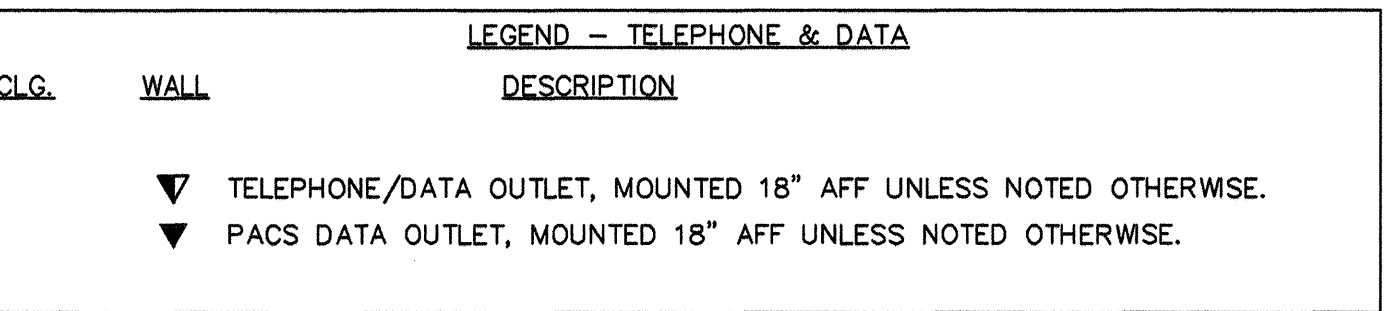 LEGEND – TELEPHONE & DATA
CLG. WALL DESCRIPTION
TELEPHONE/DATA OUTLET, MOUNTED 18" AFF UNLESS NOTED OTHERWISE.
PACS DATA OUTLET, MOUNTED 18" AFF UNLESS NOTED OTHERWISE.